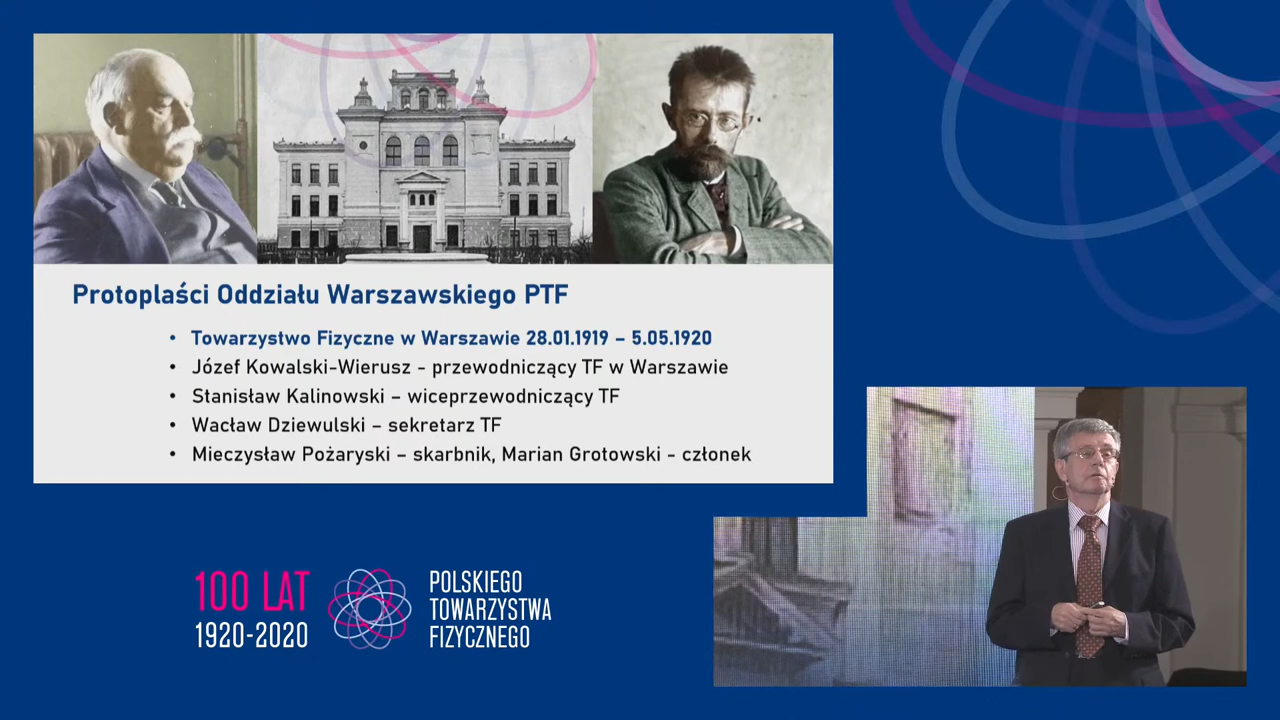 Protoplaści Oddziału Warszawskiego PTF
• Towarzystwo Fizyczne w Warszawie 28.01.1919 – 5.05.1920
• Józef Kowalski-Wierusz - przewodniczący TF w Warszawie
• Stanisław Kalinowski – wiceprzewodniczący TF
• Wacław Dziewulski – sekretarz TF
• Mieczysław Pożaryski – skarbnik, Marian Grotowski - członek
100 LAT
1920-2020
POLSKIEGO
TOWARZYSTWA
FIZYCZNEGO